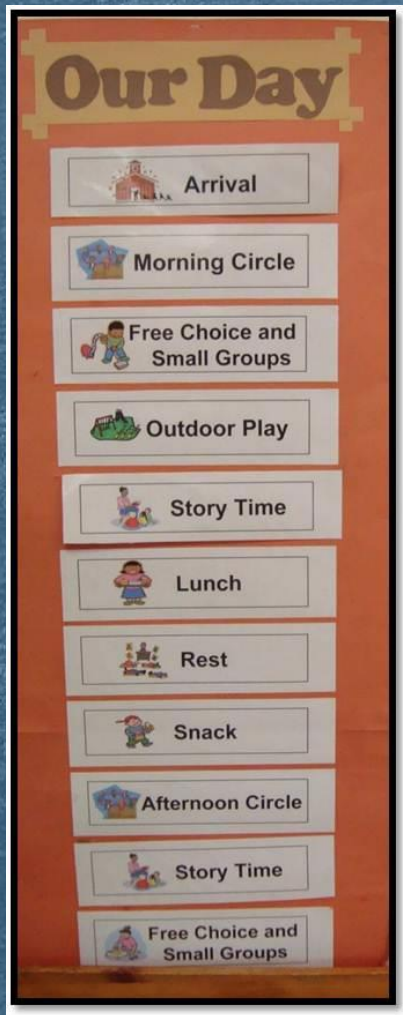 Our Day
Arrival
Morning Circle
Free Choice and
Small Groups
Outdoor Play
Story Time
Lunch
Rest
Snack
Afternoon Circle
Story Time
Free Choice and
Small Groups